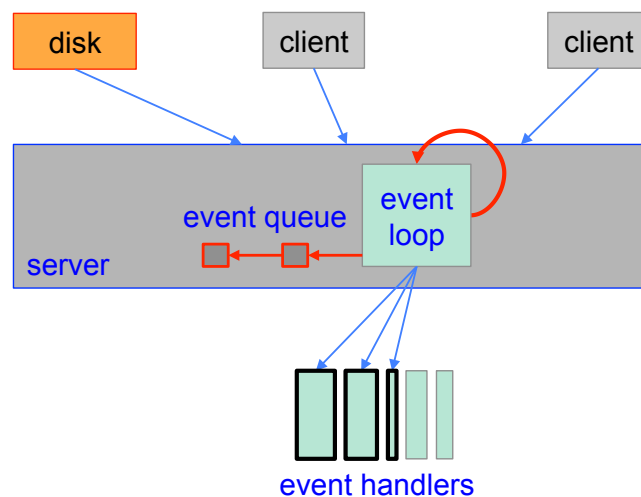 disk
client
client
event queue
event
loop
server
event handlers